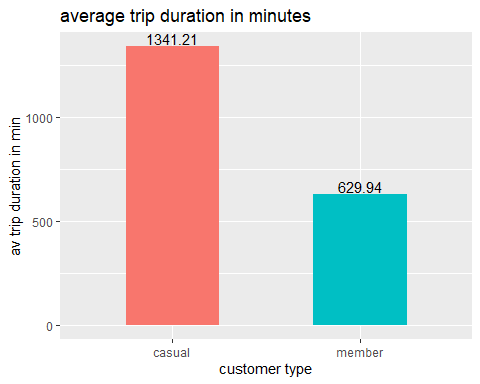 average trip duration in minutes
1341.21
629.94
1000
500
0
av trip duration in min
casual
member
customer type